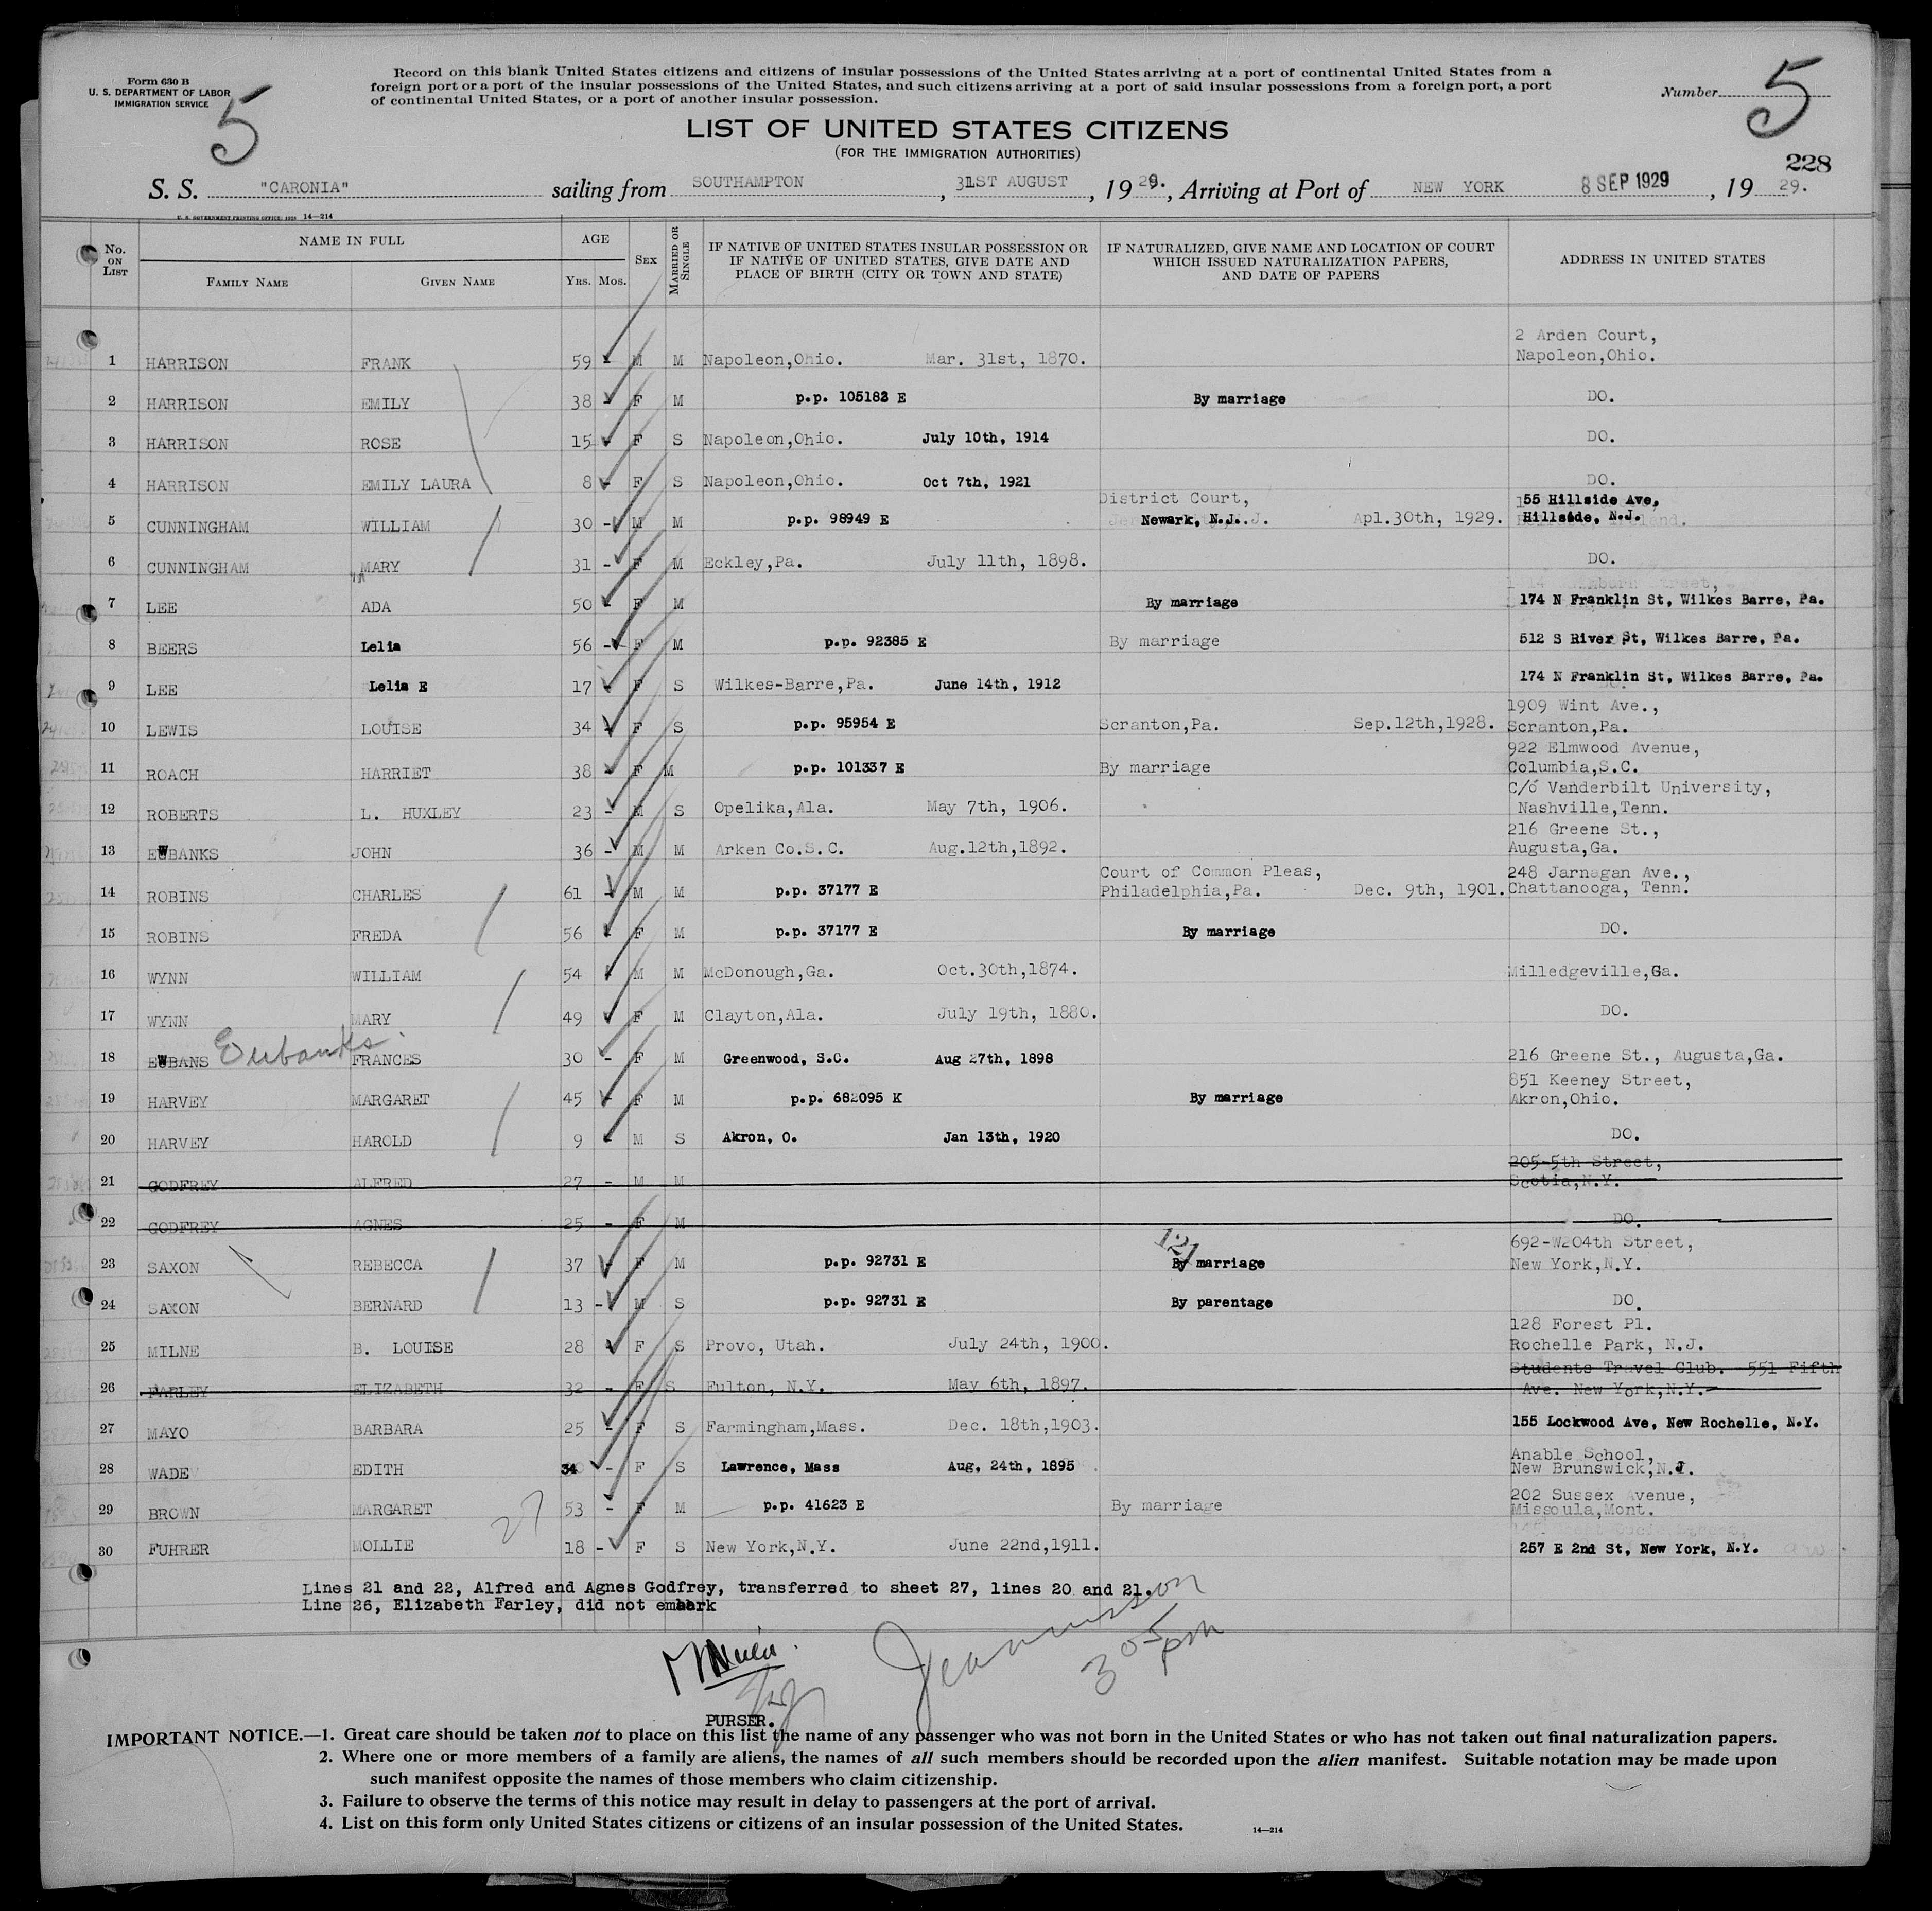 Form 630 B
U. S. DEPARTMENT OF LABOR
IMMIGRATION SERVICE
5
Record on this blank United States citizens and citizens of insular possessions of the United States arriving at a port of continental United States from a
foreign port or a port of the insular possessions of the United States, and such citizens arriving at a port of said insular possessions from a foreign port, a port
of continental United States, or a port of another insular possession.
Number 5
LIST OF UNITED STATES CITIZENS
(FOR THE IMMIGRATION AUTHORITIES)
228
S. S. "CARONIA" sailing from SOUTHAMPTON, 31ST AUGUST, 1929., Arriving at Port of NEW YORK 8 SEP 1929, 1929.
U. S. GOVERNMENT PRINTING OFFICE: 1928 14—214
No. ON LIST NAME IN FULL FAMILY NAME GIVEN NAME AGE YRS. MOS. SEX MARRIED OR SINGLE IF NATIVE OF UNITED STATES INSULAR POSSESSION OR IF NATIVE OF UNITED STATES, GIVE DATE AND PLACE OF BIRTH (CITY OR TOWN AND STATE) IF NATURALIZED, GIVE NAME AND LOCATION OF COURT WHICH ISSUED NATURALIZATION PAPERS, AND DATE OF PAPERS ADDRESS IN UNITED STATES
1 HARRISON FRANK 59 - M M Napoleon,Ohio. Mar. 31st, 1870. 2 Arden Court, Napoleon,Ohio.
2 HARRISON EMILY 38 - F M p.p. 105182 E By marriage DO.
3 HARRISON ROSE 15 - F S Napoleon,Ohio. July 10th, 1914 DO.
4 HARRISON EMILY LAURA 8 - F S Napoleon,Ohio. Oct 7th, 1921 DO.
5 CUNNINGHAM WILLIAM 30 - M M p.p. 98949 E District Court, Newark, N.J. Apl.30th, 1929. 55 Hillside Ave, Hillside, N.J.
6 CUNNINGHAM MARY 31 - F M Eckley,Pa. July 11th, 1898. DO.
7 LEE ADA 50 - F M By marriage 174 N Franklin St, Wilkes Barre, Pa.
8 BEERS Lelia 56 - F M p.p. 92385 E By marriage 512 S River St, Wilkes Barre, Pa.
9 LEE Lelia E 17 - F S Wilkes-Barre,Pa. June 14th, 1912 174 N Franklin St, Wilkes Barre, Pa.
10 LEWIS LOUISE 34 - F S p.p. 95954 E Scranton,Pa. Sep.12th,1928. 1909 Wint Ave., Scranton,Pa.
11 ROACH HARRIET 38 - F M p.p. 101337 E By marriage 922 Elmwood Avenue, Columbia,S.C.
12 ROBERTS L. HUXLEY 23 - M S Opelika,Ala. May 7th, 1906. C/o Vanderbilt University, Nashville,Tenn.
13 EWBANKS JOHN 36 - M M Arken Co.S.C. Aug.12th,1892. 216 Greene St., Augusta,Ga.
14 ROBINS CHARLES 61 - M M p.p. 37177 E Court of Common Pleas, Philadelphia,Pa. Dec. 9th, 1901. 248 Jarnagan Ave., Chattanooga, Tenn.
15 ROBINS FREDA 56 - F M p.p. 37177 E By marriage DO.
16 WYNN WILLIAM 54 - M M McDonough,Ga. Oct.30th,1874. Milledgeville,Ga.
17 WYNN MARY 49 - F M Clayton,Ala. July 19th, 1880. DO.
18 EWBANS Eubanks FRANCES 30 - F M Greenwood, S.C. Aug 27th, 1898 216 Greene St., Augusta,Ga.
19 HARVEY MARGARET 45 - F M p.p. 682095 K By marriage 851 Keeney Street, Akron,Ohio.
20 HARVEY HAROLD 9 - M S Akron, O. Jan 13th, 1920 DO.
21 GODFREY ALFRED 27 - M M 205-5th Street, Scotia,N.Y.
22 GODFREY AGNES 25 - F M DO.
23 SAXON REBECCA 37 - F M p.p. 92731 E 121 By marriage 692-W204th Street, New York,N.Y.
24 SAXON BERNARD 13 - M S p.p. 92731 E By parentage DO.
25 MILNE B. LOUISE 28 - F S Provo, Utah. July 24th, 1900. 128 Forest Pl. Rochelle Park, N.J.
26 FARLEY ELIZABETH 32 - F S Fulton, N.Y. May 6th, 1897. Students Travel Club. 551 Fifth Ave. New York,N.Y.
27 MAYO BARBARA 25 - F S Farmingham,Mass. Dec. 18th,1903. 155 Lockwood Ave, New Rochelle, N.Y.
28 WADE EDITH 34 - F S Lawrence, Mass Aug. 24th, 1895 Anable School, New Brunswick,N.J.
29 BROWN MARGARET 53 - F M p.p. 41623 E By marriage 202 Sussex Avenue, Missoula,Mont.
27
30 FUHRER MOLLIE 18 - F S New York,N.Y. June 22nd,1911. 257 E 2nd St, New York, N.Y.
Lines 21 and 22, Alfred and Agnes Godfrey, transferred to sheet 27, lines 20 and 21.
Line 26, Elizabeth Farley, did not embark
3 05 pm
PURSER.
IMPORTANT NOTICE.—1. Great care should be taken not to place on this list the name of any passenger who was not born in the United States or who has not taken out final naturalization papers.
2. Where one or more members of a family are aliens, the names of all such members should be recorded upon the alien manifest. Suitable notation may be made upon
such manifest opposite the names of those members who claim citizenship.
3. Failure to observe the terms of this notice may result in delay to passengers at the port of arrival.
4. List on this form only United States citizens or citizens of an insular possession of the United States.
14—214